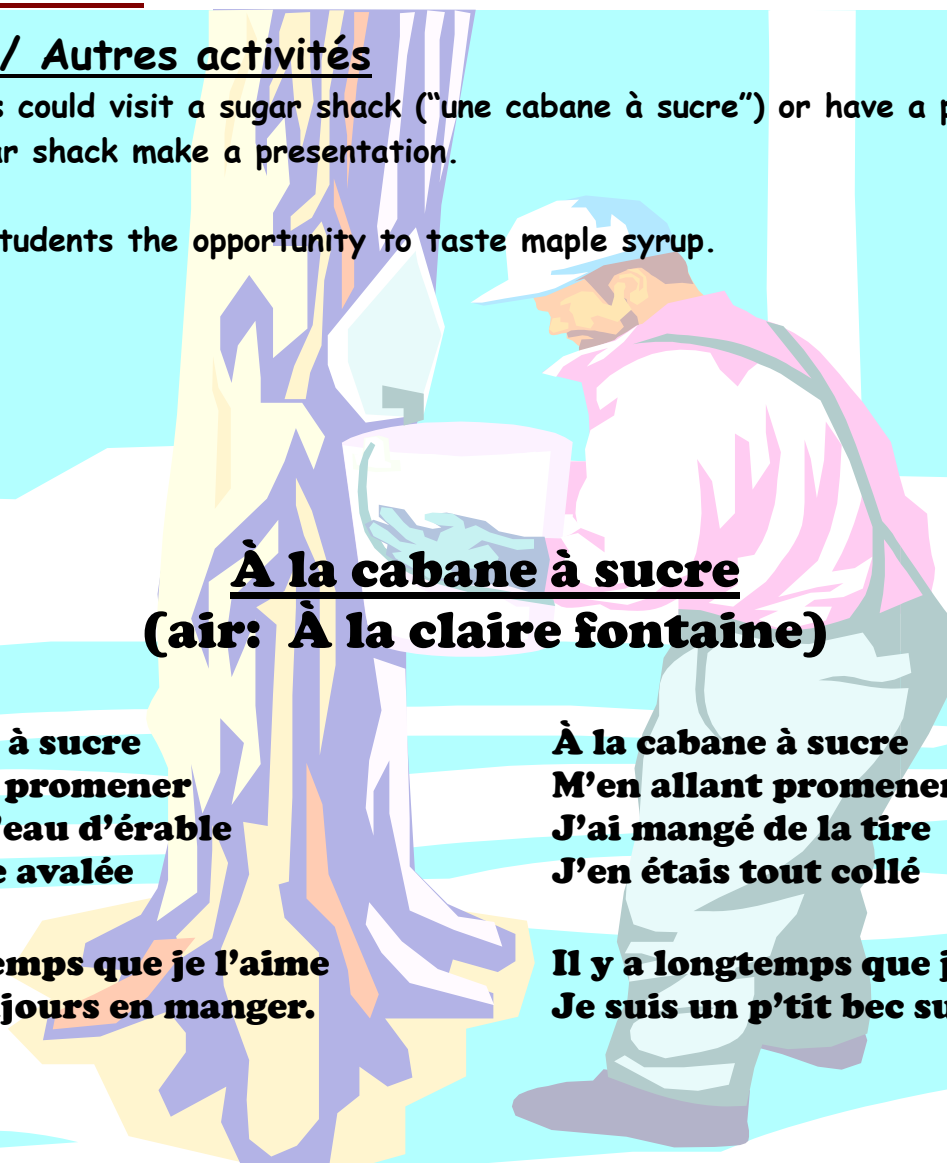 / Autres activités
s could visit a sugar shack (“une cabane à sucre”) or have a p
ar shack make a presentation.
tudents the opportunity to taste maple syrup.
À la cabane à sucre
(air:  À la claire fontaine)
à sucre
promener
’eau d’érable
e avalée
emps que je l’aime
jours en manger.
À la cabane à sucre
M’en allant promener
J’ai mangé de la tire
J’en étais tout collé
Il y a longtemps que j
Je suis un p’tit bec su